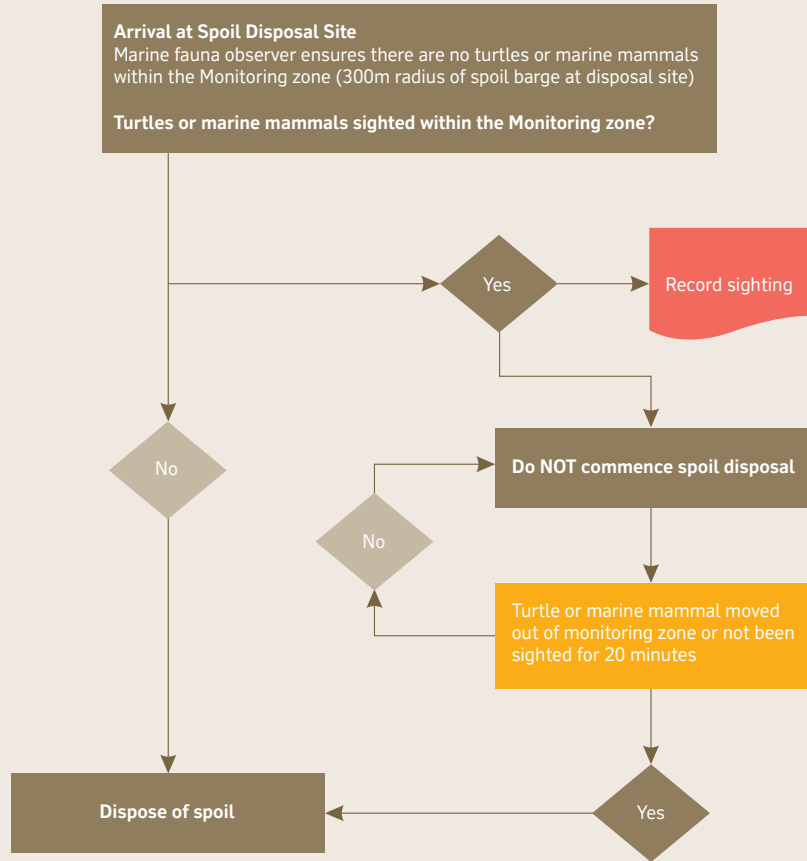 Arrival at Spoil Disposal Site
Marine fauna observer ensures there are no turtles or marine mammals
within the Monitoring zone (300m radius of spoil barge at disposal site)
Turtles or marine mammals sighted within the Monitoring zone?
Yes
Record sighting
No
Do NOT commence spoil disposal
No
Turtle or marine mammal moved
out of monitoring zone or not been
sighted for 20 minutes
Dispose of spoil
Yes